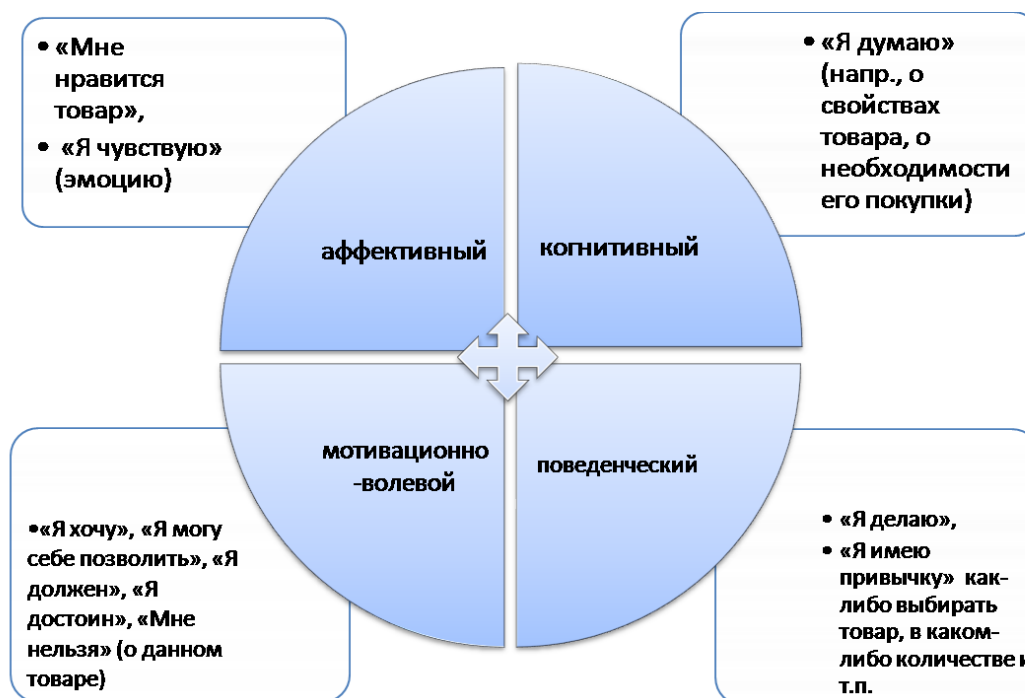 • «Мне
нравится
товар»,
• «Я чувствую»
(эмоцию)
• «Я думаю»
(напр., о
свойствах
товара, о
необходимости
его покупки)
аффективный
когнитивный
мотивационно
-волевой
поведенческий
•«Я хочу», «Я могу
себе позволить», «Я
должен», «Я
достоин», «Мне
нельзя» (о данном
товаре)
• «Я делаю»,
• «Я имею
привычку» как-
либо выбирать
товар, в каком-
либо количестве и
т.п.